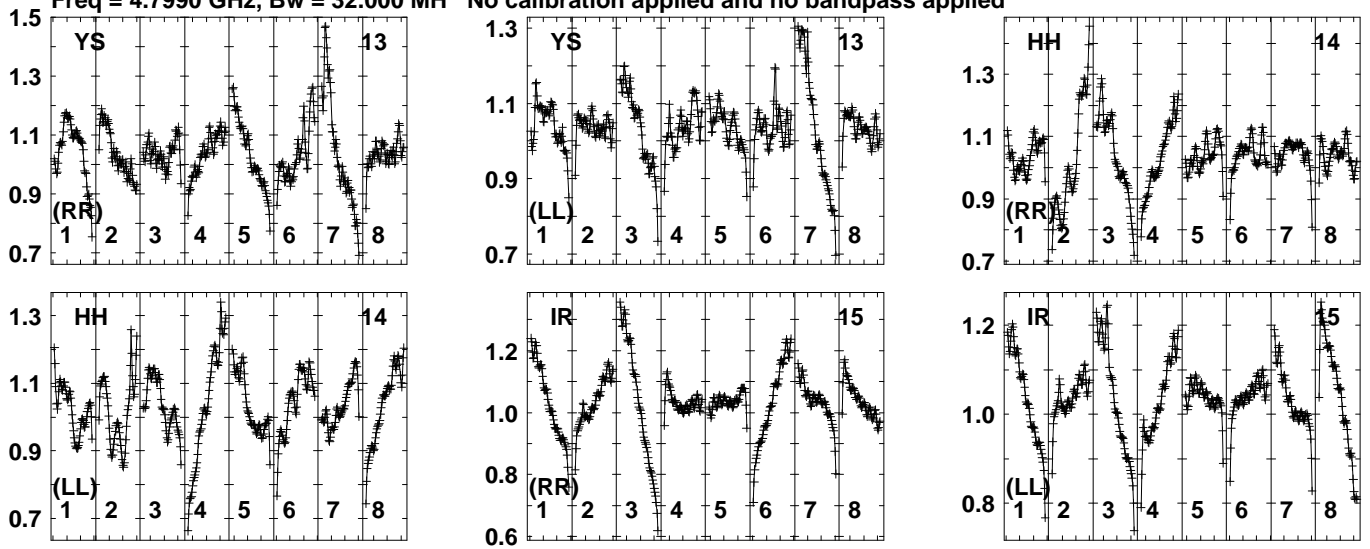 Freq = 4.7990 GHz, Bw = 32.000 MH No calibration applied and no bandpass applied
1.5
1.3
1.1
0.9
0.7
YS
13
(RR)
1 2 3 4 5 6 7 8
1.3
1.1
0.9
0.7
YS
13
(LL)
1 2 3 4 5 6 7 8
1.3
1.1
0.9
0.7
HH
14
(RR)
1 2 3 4 5 6 7 8
1.3
1.1
0.9
0.7
HH
14
(LL)
1 2 3 4 5 6 7 8
1.2
1.0
0.8
0.6
IR
15
(RR)
1 2 3 4 5 6 7 8
1.2
1.0
0.8
IR
15
(LL)
1 2 3 4 5 6 7 8